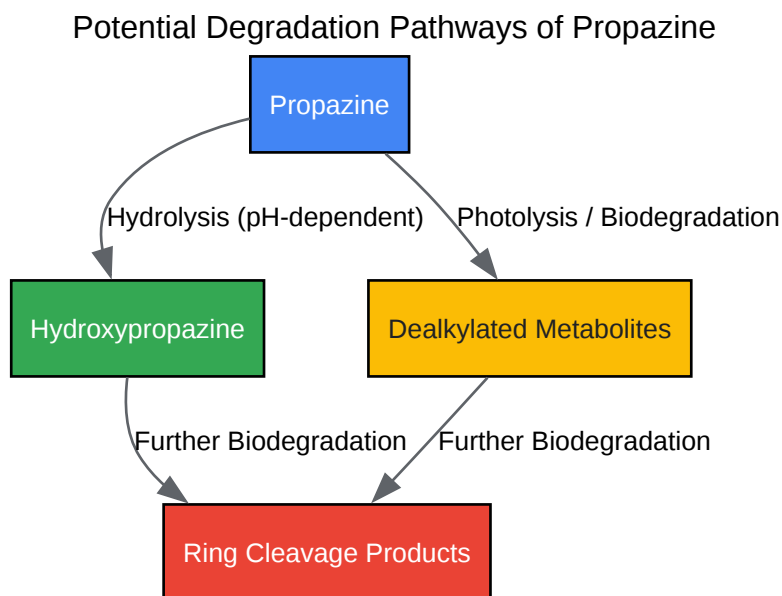 Potential Degradation Pathways of Propazine
Propazine
Hydrolysis (pH-dependent)
Photolysis / Biodegradation
Hydroxypropazine
Dealkylated Metabolites
Further Biodegradation
Further Biodegradation
Ring Cleavage Products